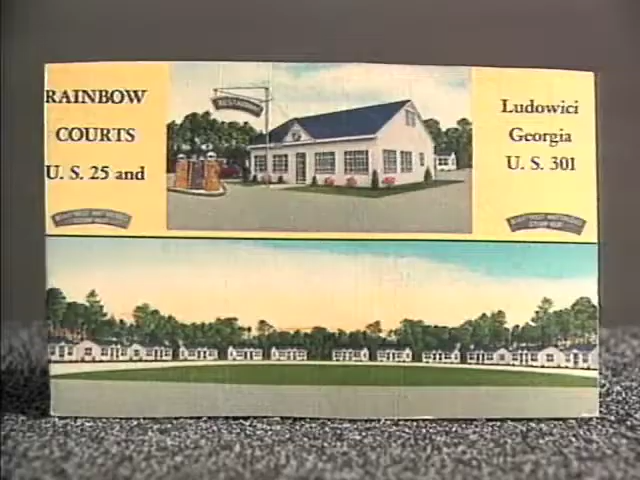 RAINBOW
COURTS
U. S. 25 and
RESTAURANT
Ludowici
Georgia
U. S. 301